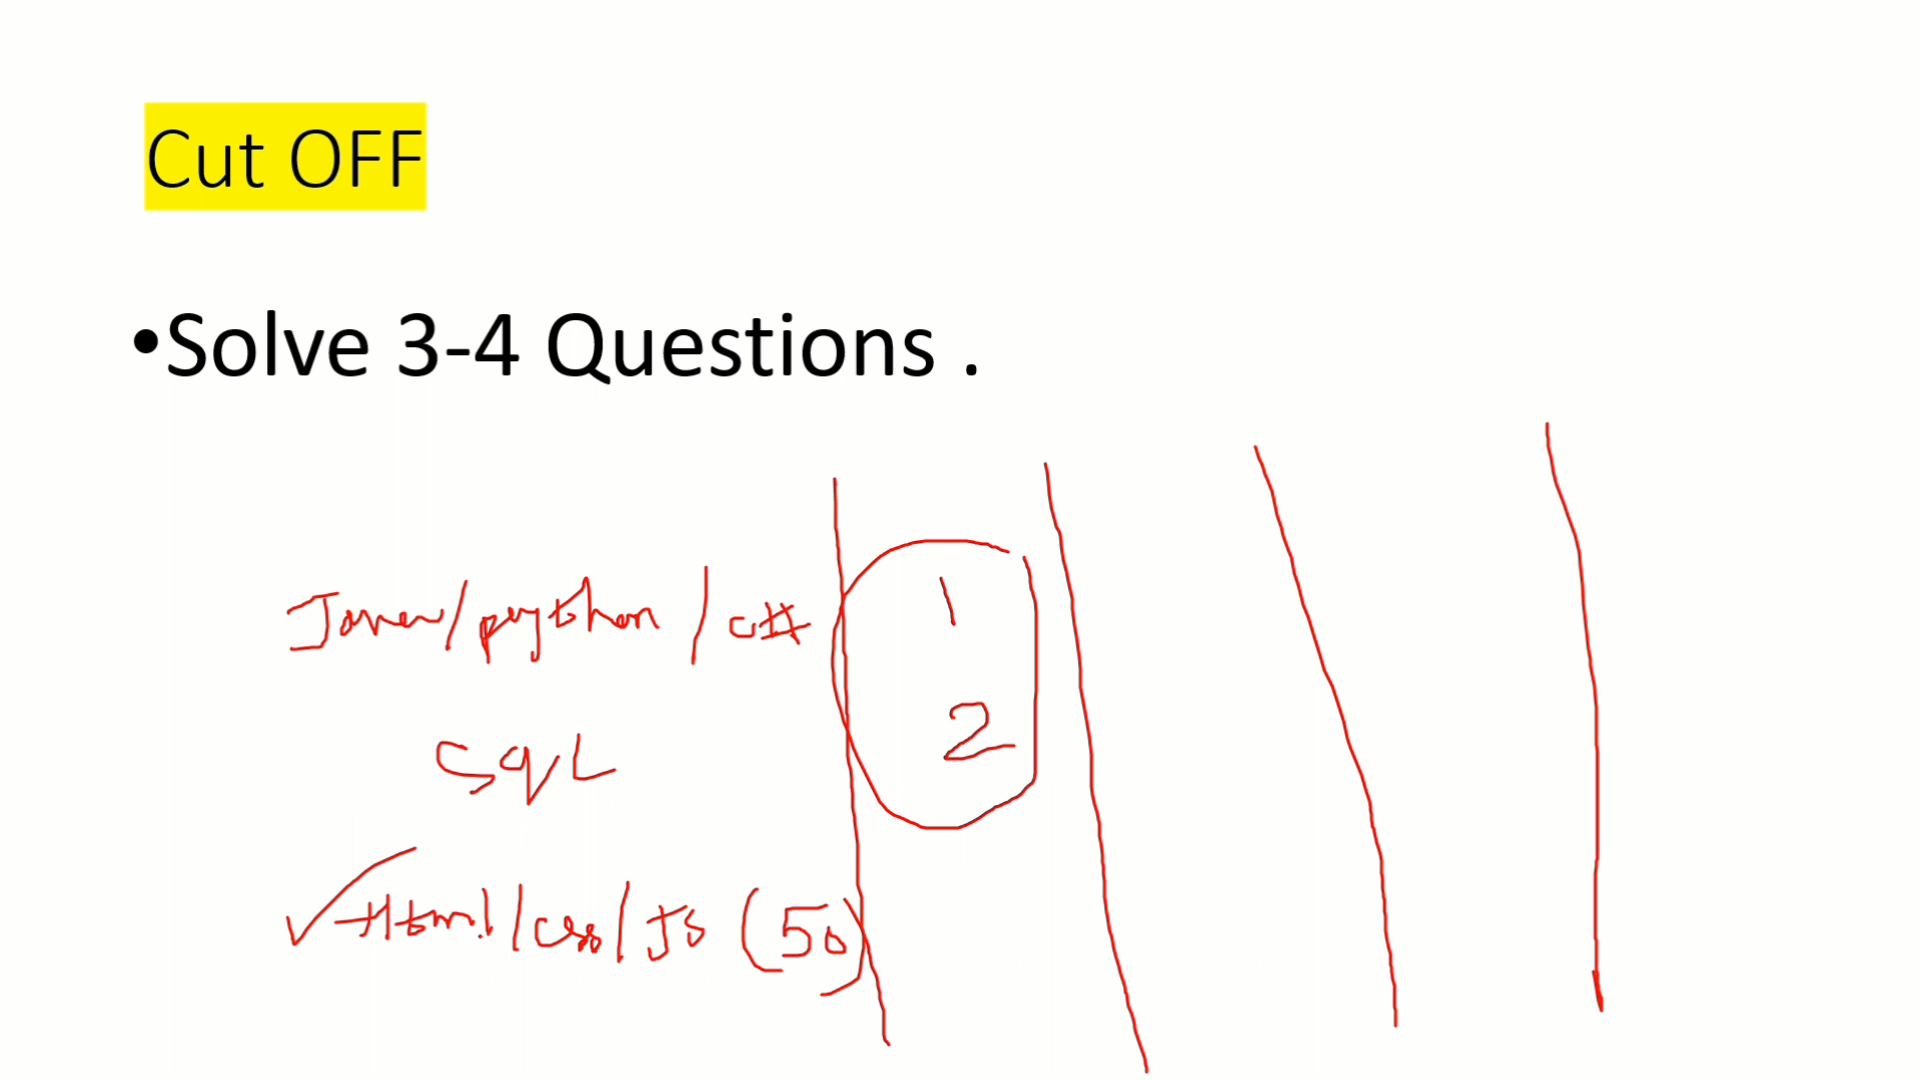 Cut OFF
•Solve 3-4 Questions .
Java/python/c# 1
SQL 2
Html/css/JS (50)